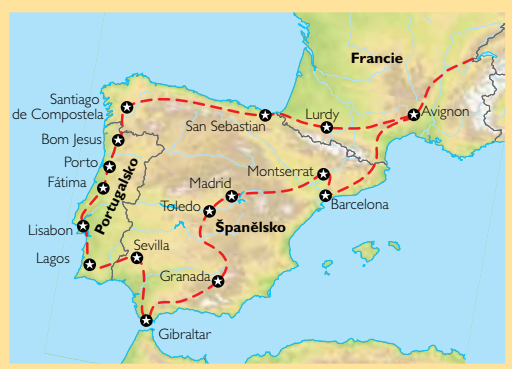 Francie
Santiago
de Compostela
San Sebastian
Lurdy
Avignon
Bom Jesus
Porto
Fátima
Portugalsko
Lisabon
Lagos
Montserrat
Madrid
Toledo
Barcelona
Španělsko
Sevilla
Granada
Gibraltar